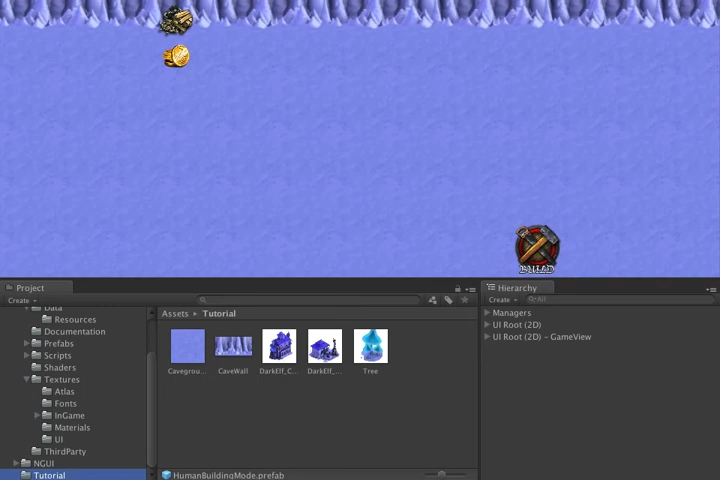 BUILD
Project
Hierarchy
Create
Create
All
Data
Resources
Documentation
Prefabs
Scripts
Shaders
Textures
Atlas
Fonts
InGame
Materials
UI
ThirdParty
NGUI
Tutorial
Assets Tutorial
Cavegrou... CaveWall DarkElf_C... DarkElf_... Tree
HumanBuildingMode.prefab
Managers
UI Root (2D)
UI Root (2D) – GameView